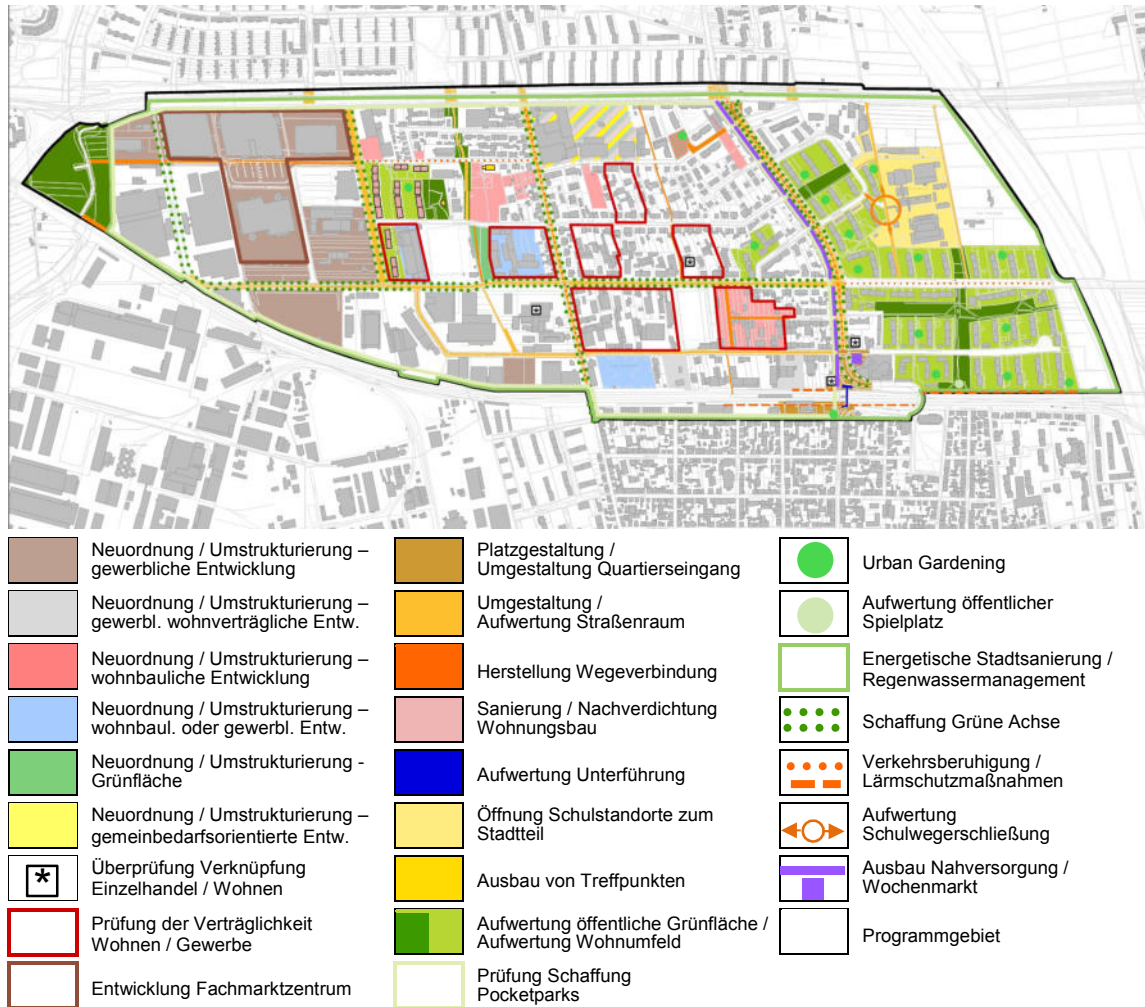 Neuordnung / Umstrukturierung –
gewerbliche Entwicklung
Neuordnung / Umstrukturierung –
gewerbl. wohnverträgliche Entw.
Neuordnung / Umstrukturierung –
wohnbauliche Entwicklung
Neuordnung / Umstrukturierung –
wohnbaul. oder gewerbl. Entw.
Neuordnung / Umstrukturierung -
Grünfläche
Neuordnung / Umstrukturierung –
gemeinbedarfsorientierte Entw.
*
Überprüfung Verknüpfung
Einzelhandel / Wohnen
Prüfung der Verträglichkeit
Wohnen / Gewerbe
Entwicklung Fachmarktzentrum
Platzgestaltung /
Umgestaltung Quartierseingang
Umgestaltung /
Aufwertung Straßenraum
Herstellung Wegeverbindung
Sanierung / Nachverdichtung
Wohnungsbau
Aufwertung Unterführung
Öffnung Schulstandorte zum
Stadtteil
Ausbau von Treffpunkten
Aufwertung öffentliche Grünfläche /
Aufwertung Wohnumfeld
Prüfung Schaffung
Pocketparks
Urban Gardening
Aufwertung öffentlicher
Spielplatz
Energetische Stadtsanierung /
Regenwassermanagement
Schaffung Grüne Achse
Verkehrsberuhigung /
Lärmschutzmaßnahmen
Aufwertung
Schulwegerschließung
Ausbau Nahversorgung /
Wochenmarkt
Programmgebiet